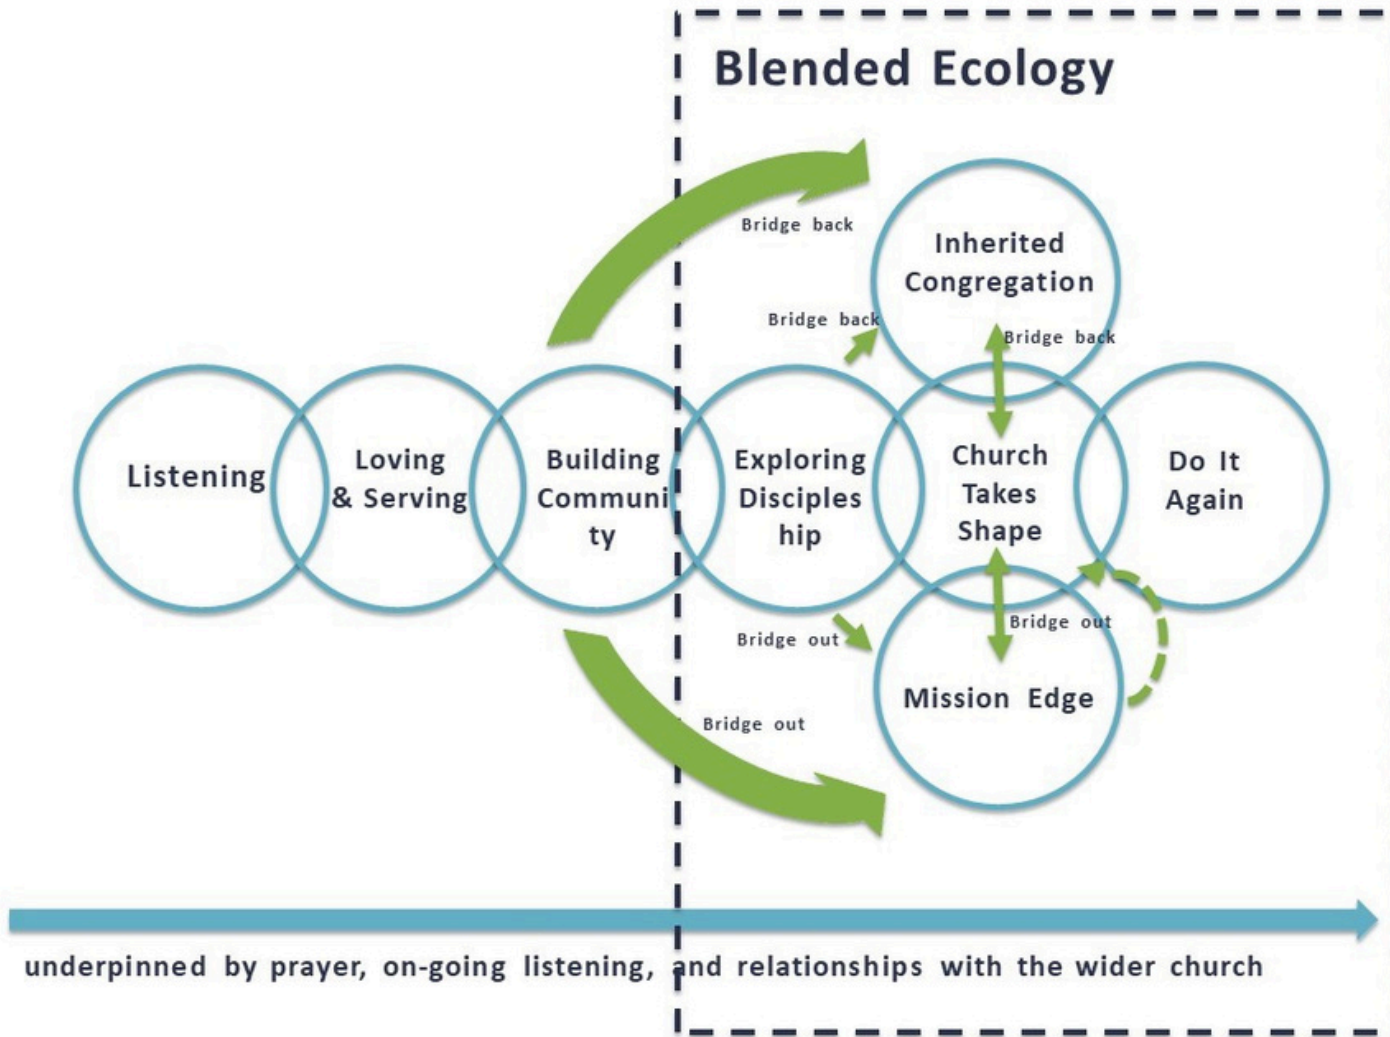 Blended Ecology
Bridge back
Inherited
Congregation
Bridge back
Bridge back
Listening
Loving
& Serving
Building
Communi
ty
Exploring
Disciples
hip
Church
Takes
Shape
Do It
Again
Bridge out
Bridge out
Mission Edge
Bridge out
underpinned by prayer, on-going listening, and relationships with the wider church